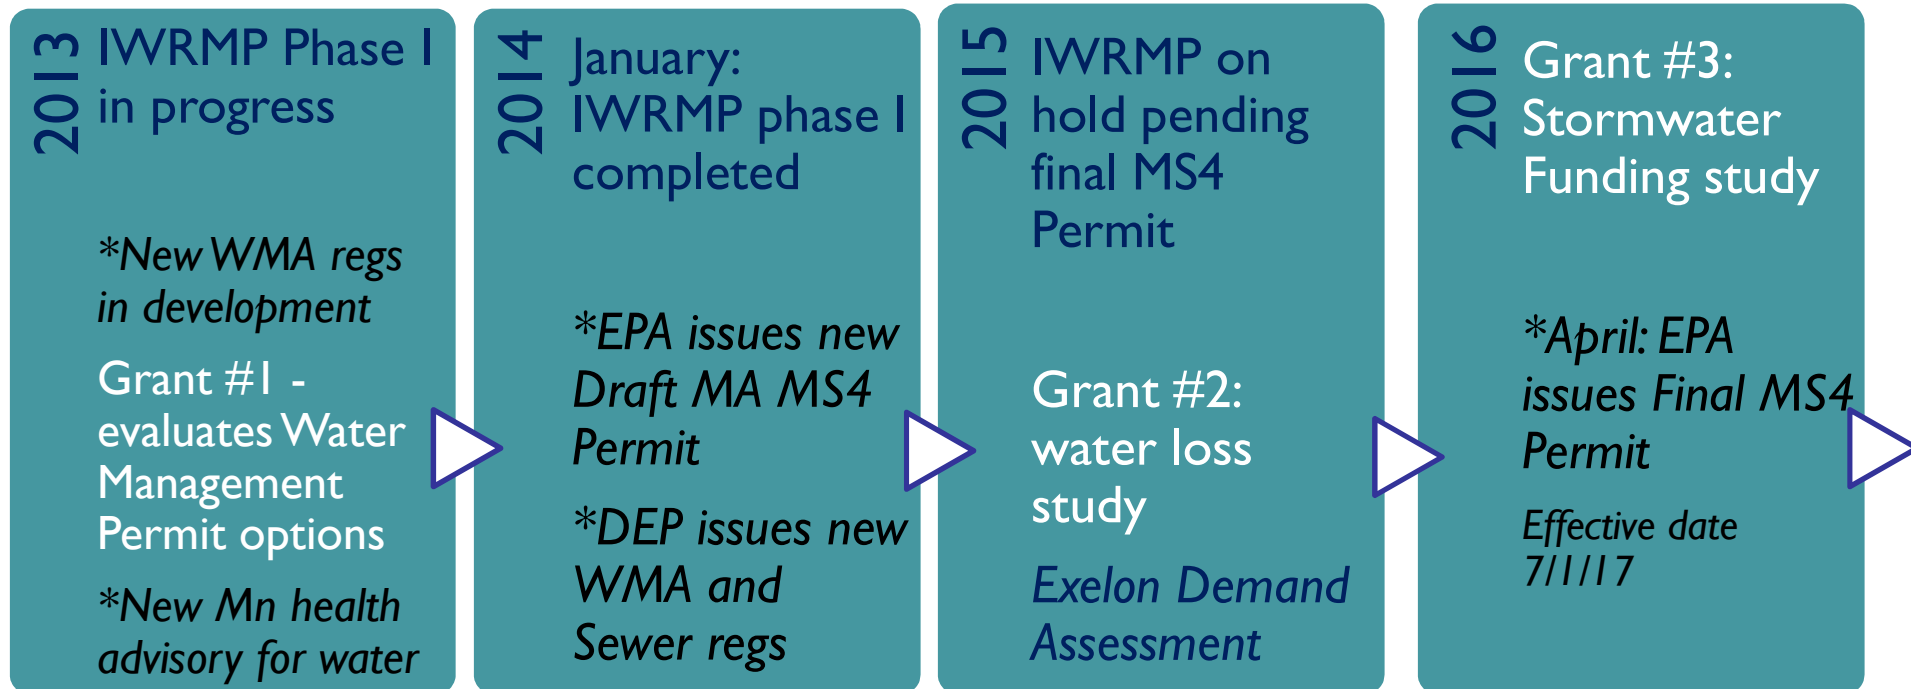 2013
IWRMP Phase I
in progress
*New WMA regs
in development
Grant #1 -
evaluates Water
Management
Permit options
*New Mn health
advisory for water
2014
January:
IWRMP phase I
completed
*EPA issues new
Draft MA MS4
Permit
*DEP issues new
WMA and
Sewer regs
2015
IWRMP on
hold pending
final MS4
Permit
Grant #2:
water loss
study
Exelon Demand
Assessment
2016
Grant #3:
Stormwater
Funding study
*April: EPA
issues Final MS4
Permit
Effective date
7/1/17